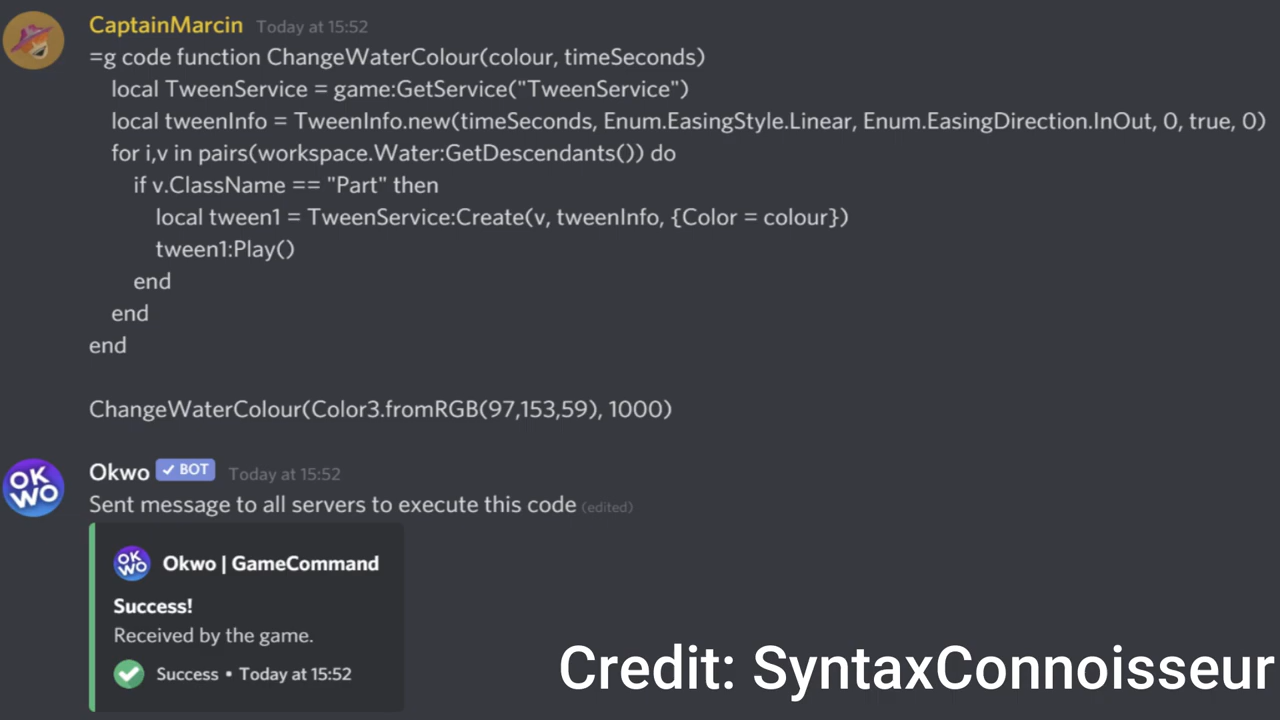 CaptainMarcin Today at 15:52
=g code function ChangeWaterColour(colour, timeSeconds)
local TweenService = game:GetService("TweenService")
local tweenInfo = TweenInfo.new(timeSeconds, Enum.EasingStyle.Linear, Enum.EasingDirection.InOut, 0, true, 0)
for i,v in pairs(workspace.Water:GetDescendants()) do
if v.ClassName == "Part" then
local tween1 = TweenService:Create(v, tweenInfo, {Color = colour})
tween1:Play()
end
end
end
ChangeWaterColour(Color3.fromRGB(97,153,59), 1000)
OK WO
Okwo ✓ BOT Today at 15:52
Sent message to all servers to execute this code (edited)
OK WO
Okwo | GameCommand
Success!
Received by the game.
Success • Today at 15:52
Credit: SyntaxConnoisseur